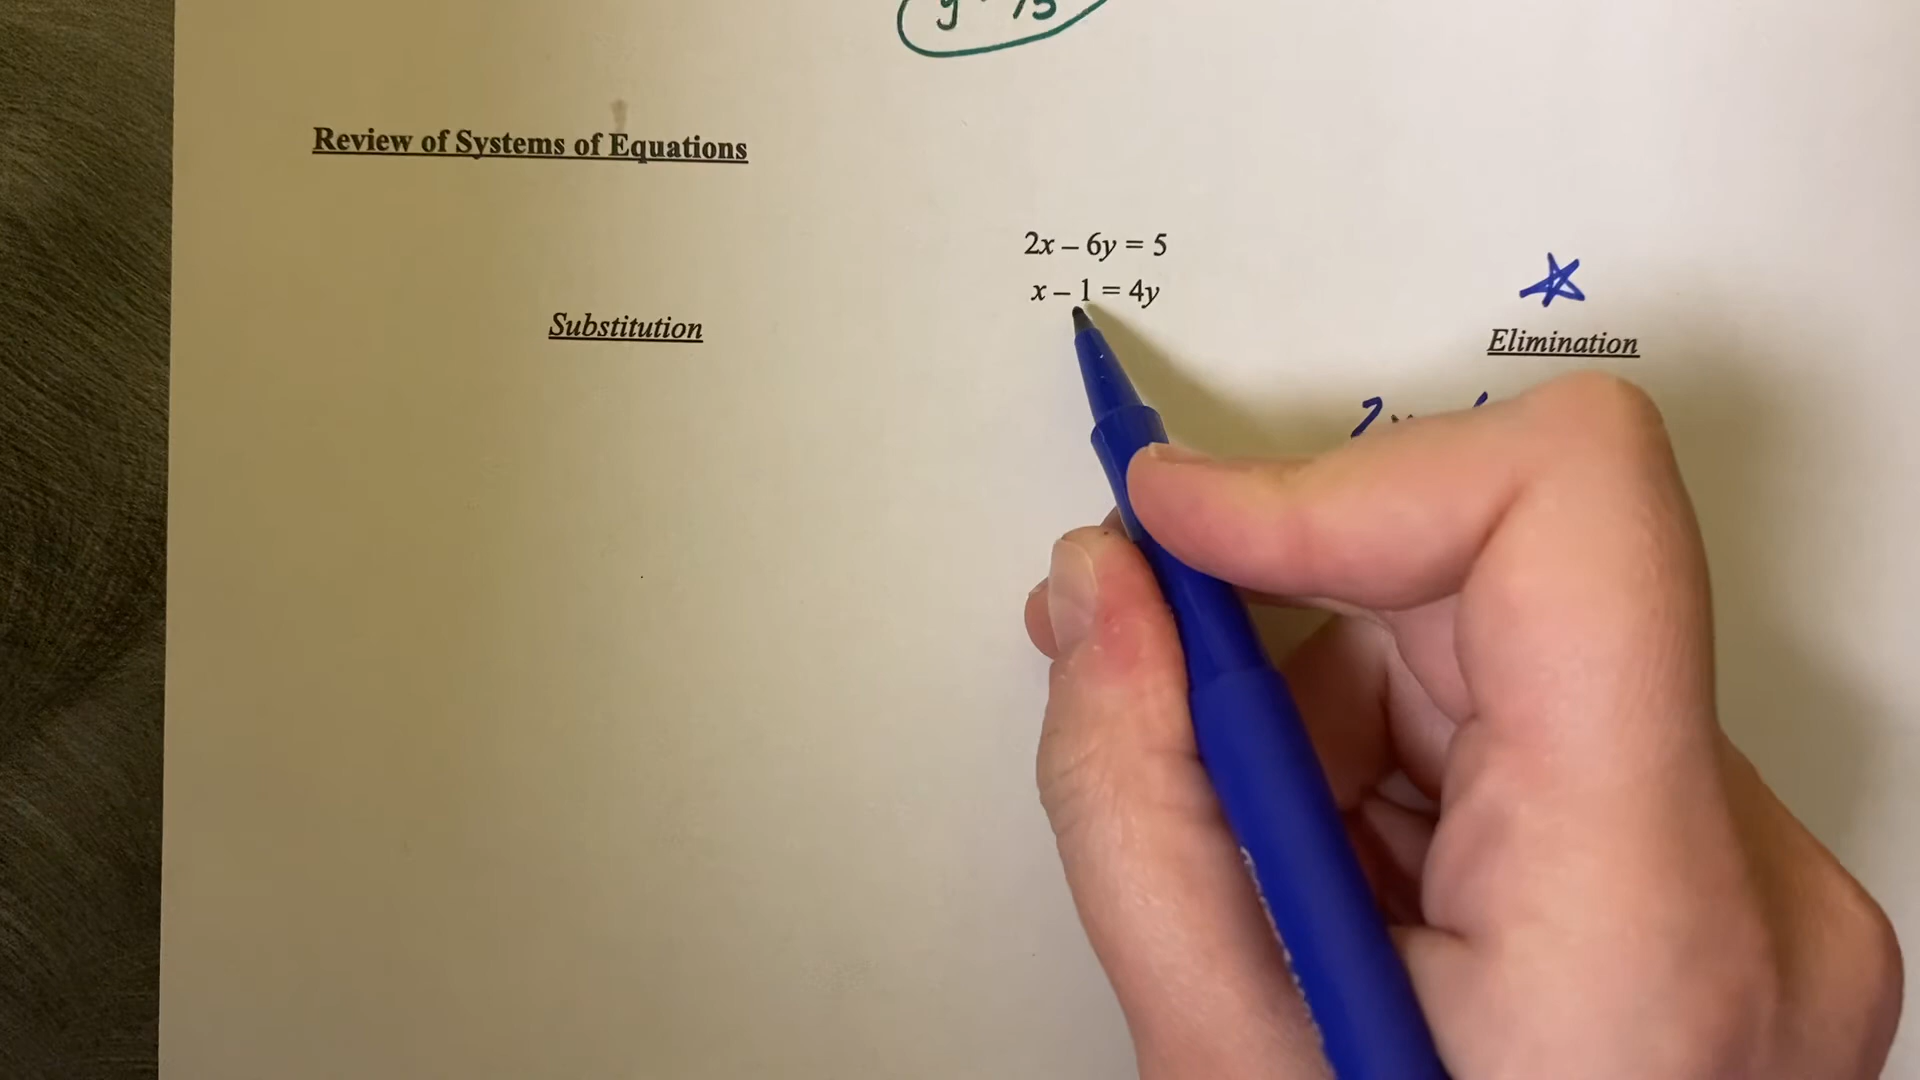 Review of Systems of Equations
2x – 6y = 5
x – 1 = 4y
Substitution
Elimination